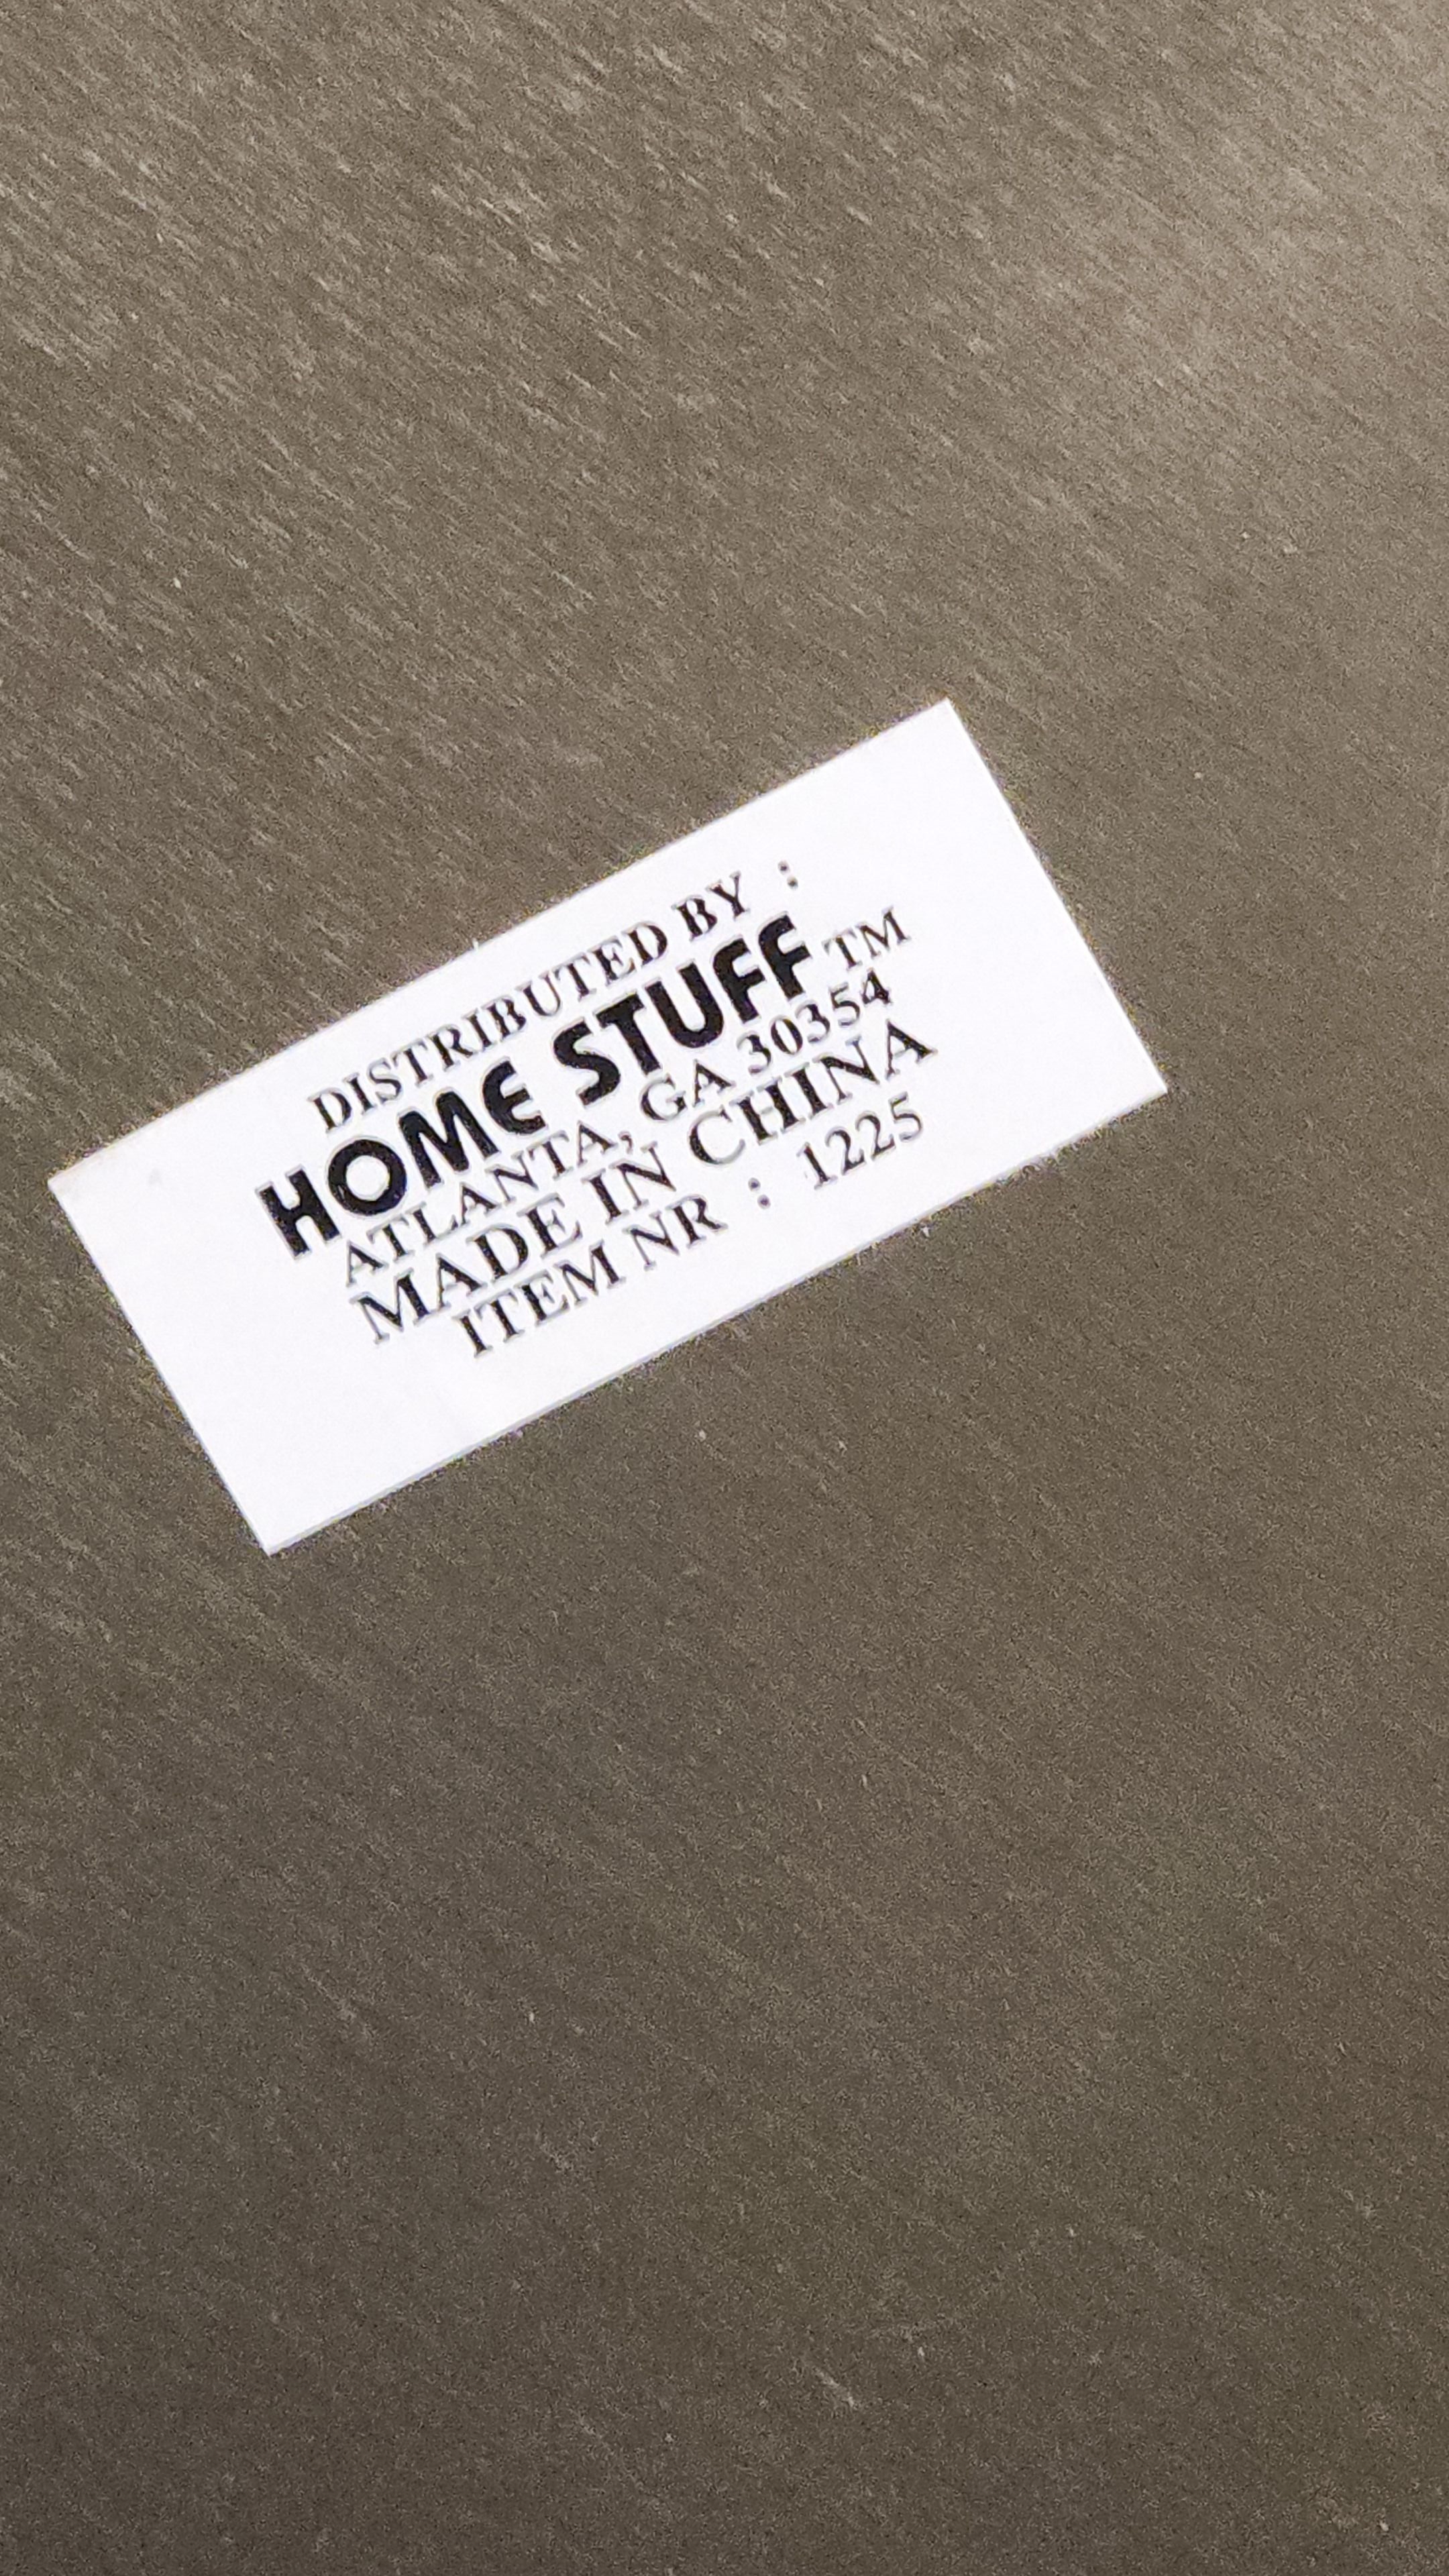 DISTRIBUTED BY :
HOME STUFF TM
ATLANTA, GA 30354
MADE IN CHINA
ITEM NR : 1225